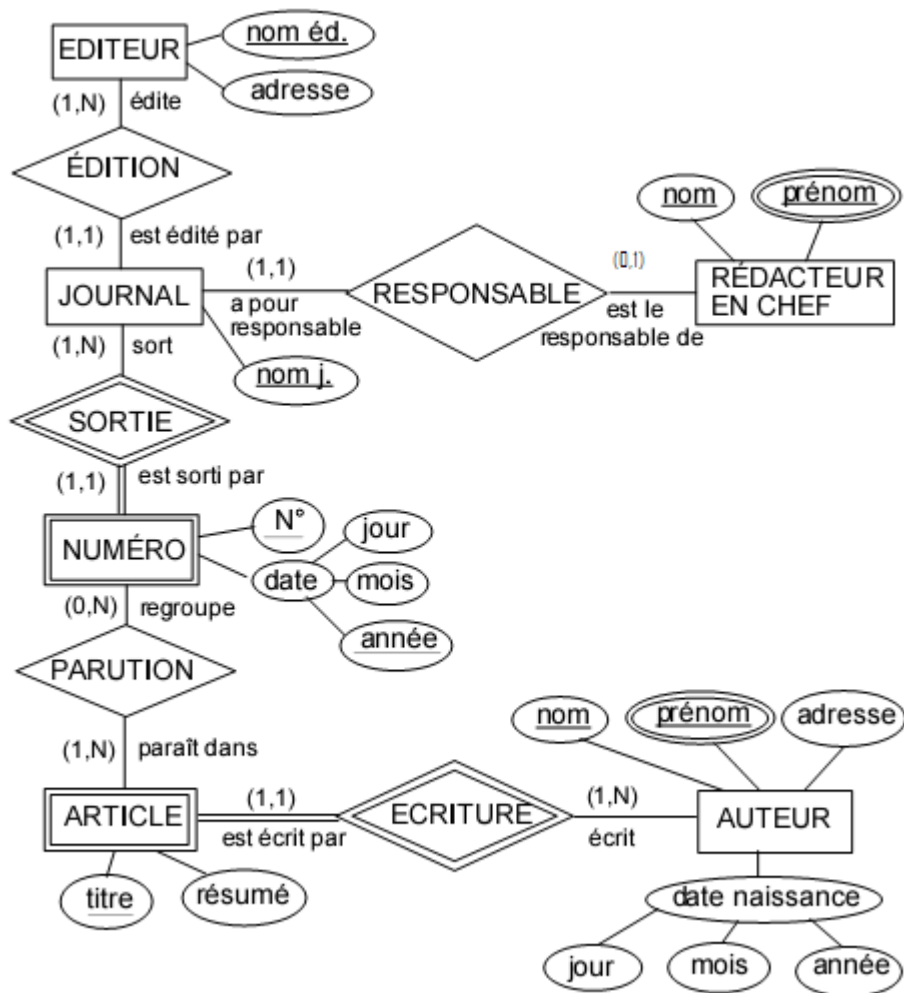 EDITEUR
nom éd.
adresse
(1,N) édite
ÉDITION
(1,1) est édité par
JOURNAL
(1,1)
a pour
responsable
RESPONSABLE
est le
responsable de
nom
prénom
RÉDACTEUR
EN CHEF
nom j.
(1,N) sort
SORTIE
(1,1) est sorti par
NUMÉRO
N°
date
jour
mois
année
(0,N) regroupe
PARUTION
(1,N) paraît dans
ARTICLE
titre
résumé
(1,1)
est écrit par
ECRITURE
(1,N)
écrit
AUTEUR
nom
prénom
adresse
date naissance
jour
mois
année